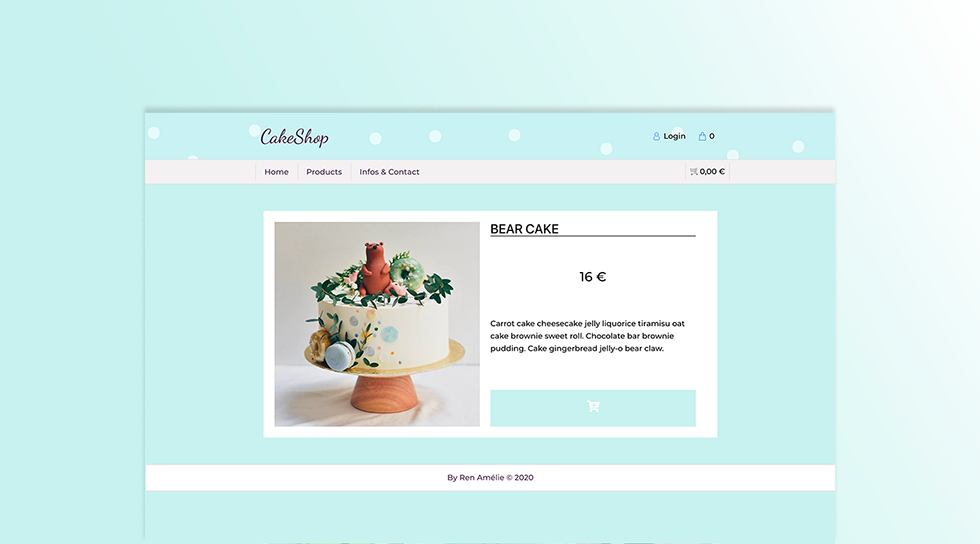 CakeShop
Login 0
Home Products Infos & Contact 0,00 €
BEAR CAKE
16 €
Carrot cake cheesecake jelly liquorice tiramisu oat
cake brownie sweet roll. Chocolate bar brownie
pudding. Cake gingerbread jelly-o bear claw.
By Ren Amélie © 2020